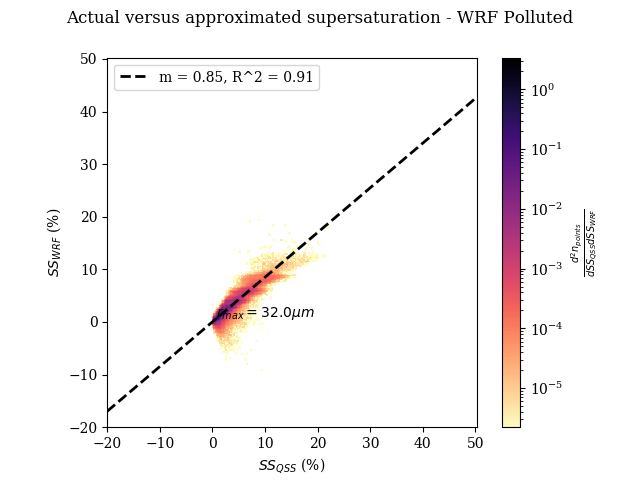 Actual versus approximated supersaturation - WRF Polluted
m = 0.85, R^2 = 0.91
50
40
30
20
10
0
−10
−20
SS_WRF (%)
−20 −10 0 10 20 30 40 50
SS_QSS (%)
max = 32.0μm
10^0
10^−1
10^−2
10^−3
10^−4
10^−5
d^2 n_points
dSS_QSS dSS_WRF